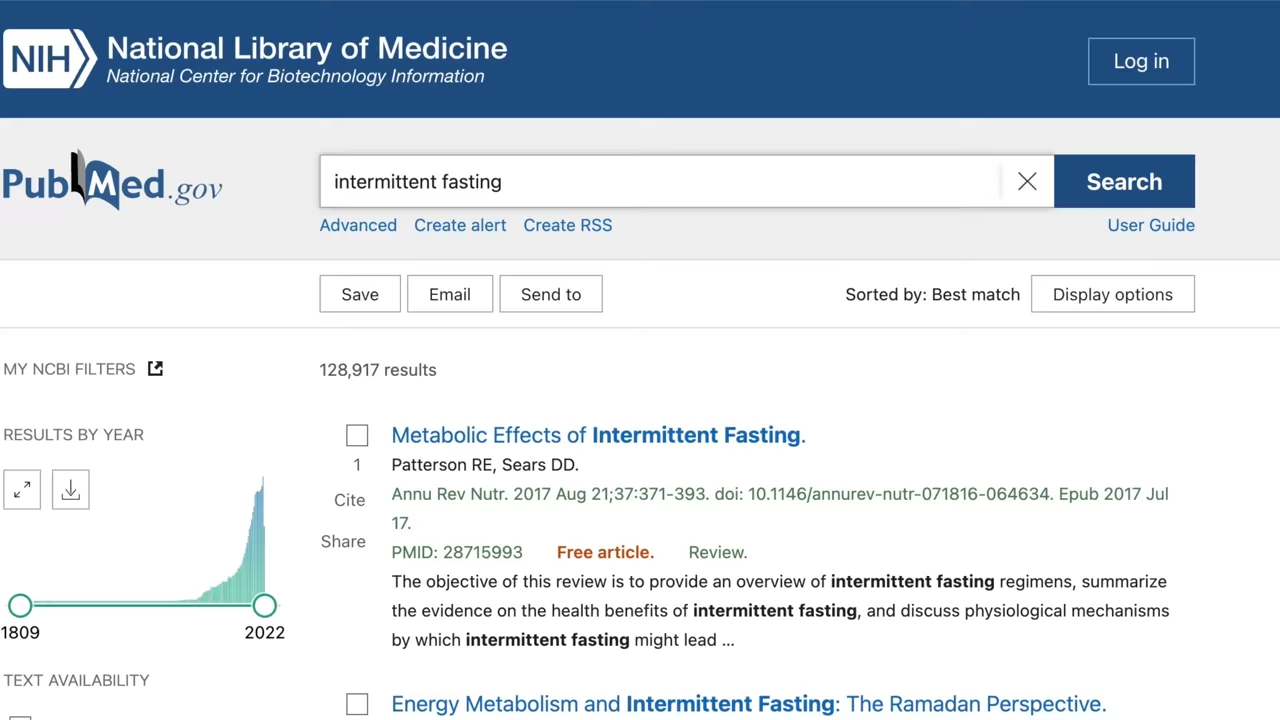 NIH National Library of Medicine
National Center for Biotechnology Information
Log in
PubMed.gov
intermittent fasting
Search
Advanced Create alert Create RSS
User Guide
Save Email Send to
Sorted by: Best match Display options
MY NCBI FILTERS
128,917 results
RESULTS BY YEAR
1809 2022
TEXT AVAILABILITY
Metabolic Effects of Intermittent Fasting.
1
Cite
Share
Patterson RE, Sears DD.
Annu Rev Nutr. 2017 Aug 21;37:371-393. doi: 10.1146/annurev-nutr-071816-064634. Epub 2017 Jul
17.
PMID: 28715993 Free article. Review.
The objective of this review is to provide an overview of intermittent fasting regimens, summarize
the evidence on the health benefits of intermittent fasting, and discuss physiological mechanisms
by which intermittent fasting might lead ...
Energy Metabolism and Intermittent Fasting: The Ramadan Perspective.